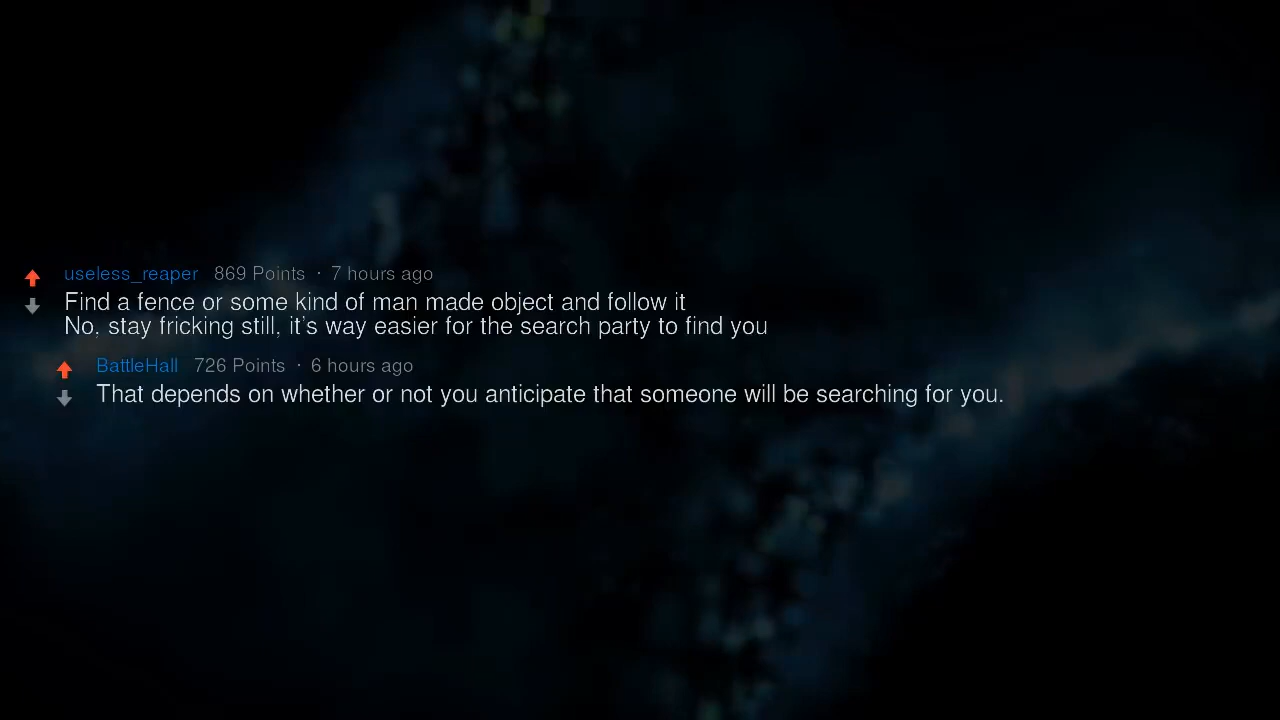 useless_reaper 869 Points · 7 hours ago
Find a fence or some kind of man made object and follow it
No, stay fricking still, it's way easier for the search party to find you
BattleHall 726 Points · 6 hours ago
That depends on whether or not you anticipate that someone will be searching for you.